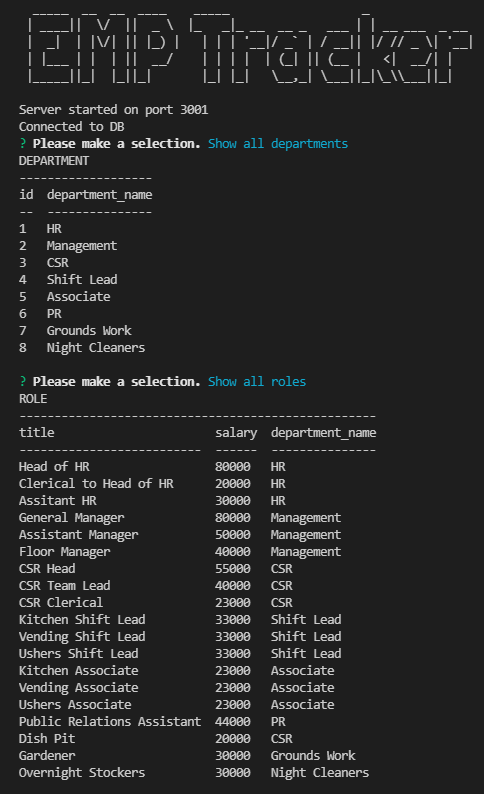 EMP Tracker
Server started on port 3001
Connected to DB
? Please make a selection. Show all departments
DEPARTMENT
-------------------
id  department_name
--  ---------------
1   HR
2   Management
3   CSR
4   Shift Lead
5   Associate
6   PR
7   Grounds Work
8   Night Cleaners
? Please make a selection. Show all roles
ROLE
---------------------------------------------------
title                       salary  department_name
--------------------------  ------  ---------------
Head of HR                  80000   HR
Clerical to Head of HR      20000   HR
Assitant HR                 30000   HR
General Manager             80000   Management
Assistant Manager           50000   Management
Floor Manager               40000   Management
CSR Head                    55000   CSR
CSR Team Lead               40000   CSR
CSR Clerical                23000   CSR
Kitchen Shift Lead          33000   Shift Lead
Vending Shift Lead          33000   Shift Lead
Ushers Shift Lead           33000   Shift Lead
Kitchen Associate           23000   Associate
Vending Associate           23000   Associate
Ushers Associate            23000   Associate
Public Relations Assistant  44000   PR
Dish Pit                    20000   CSR
Gardener                    30000   Grounds Work
Overnight Stockers          30000   Night Cleaners